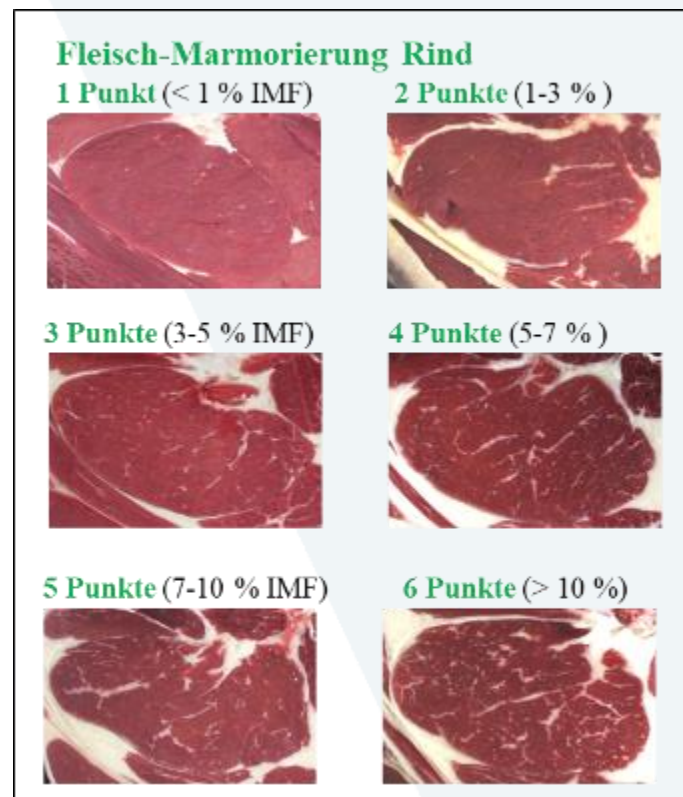 Fleisch-Marmorierung Rind
1 Punkt (< 1 % IMF)
2 Punkte (1-3 % )
3 Punkte (3-5 % IMF)
4 Punkte (5-7 % )
5 Punkte (7-10 % IMF)
6 Punkte (> 10 %)